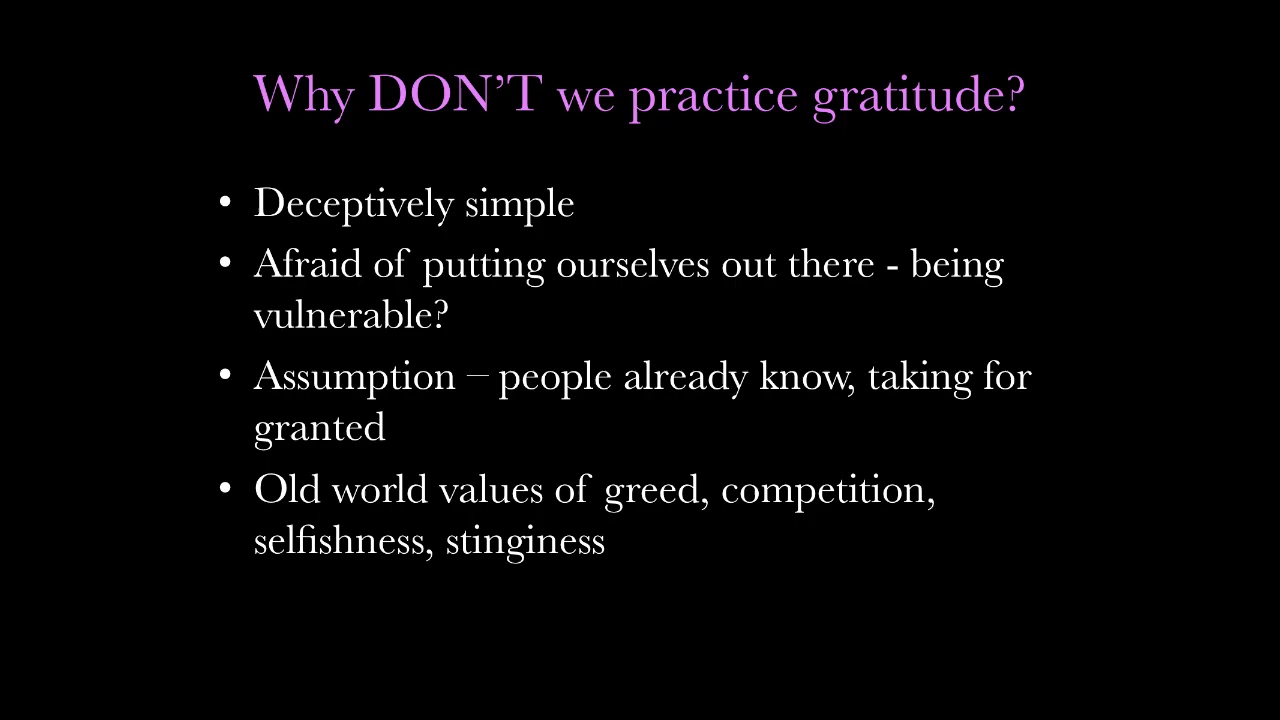 Why DON’T we practice gratitude?
• Deceptively simple
• Afraid of putting ourselves out there - being
vulnerable?
• Assumption – people already know, taking for
granted
• Old world values of greed, competition,
selfishness, stinginess